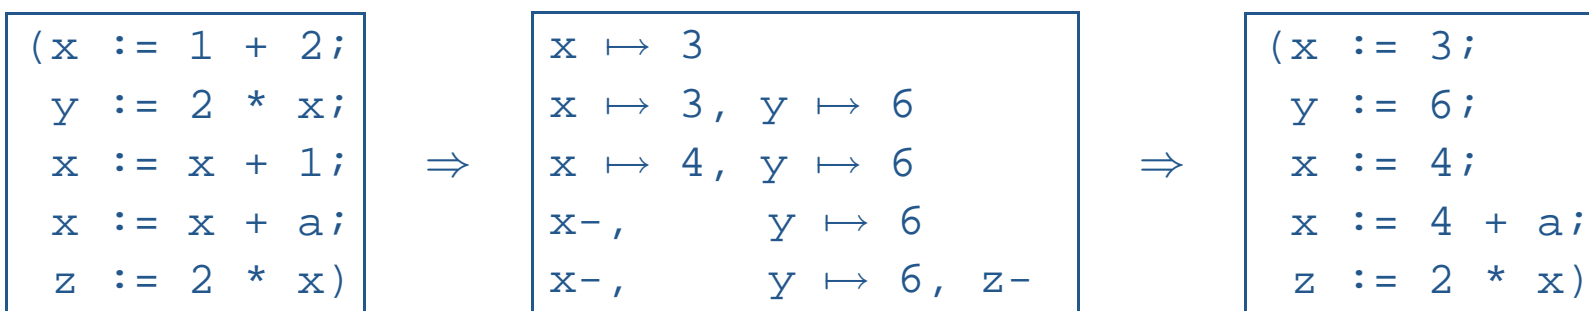 (x := 1 + 2;
y := 2 * x;
x := x + 1;
x := x + a;
z := 2 * x)
⇒
x ↦ 3
x ↦ 3, y ↦ 6
x ↦ 4, y ↦ 6
x-, y ↦ 6
x-, y ↦ 6, z-
⇒
(x := 3;
y := 6;
x := 4;
x := 4 + a;
z := 2 * x)